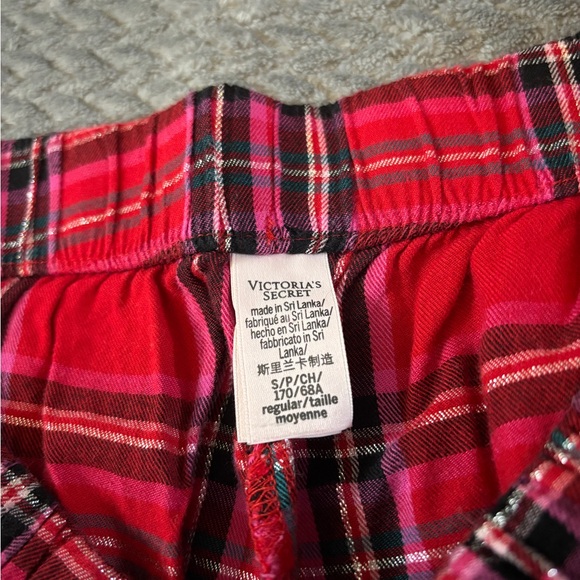 VICTORIA'S
SECRET
made in Sri Lanka/
fabriqué au Sri Lanka/
hecho en Sri Lanka/
fabbricato in Sri
Lanka/
斯里兰卡制造
S/P/CH/
170/68A
regular/taille
moyenne